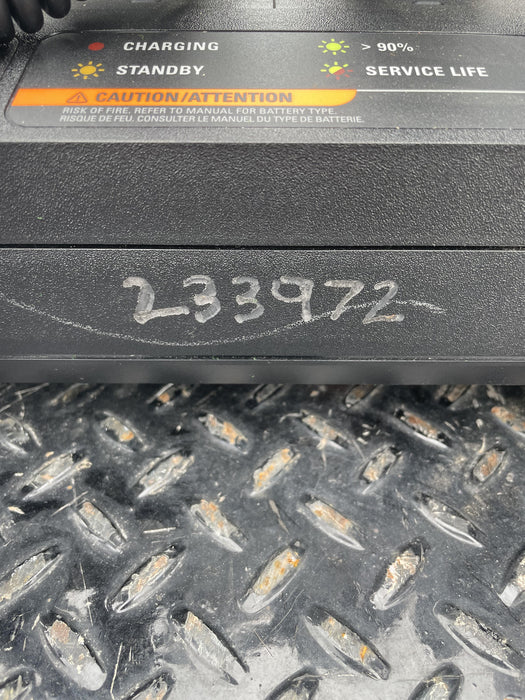 CHARGING
> 90%
STANDBY.
SERVICE LIFE
CAUTION/ATTENTION
RISK OF FIRE. REFER TO MANUAL FOR BATTERY TYPE.
RISQUE DE FEU, CONSULTER LE MANUEL DU TYPE DE BATTERIE.
233972